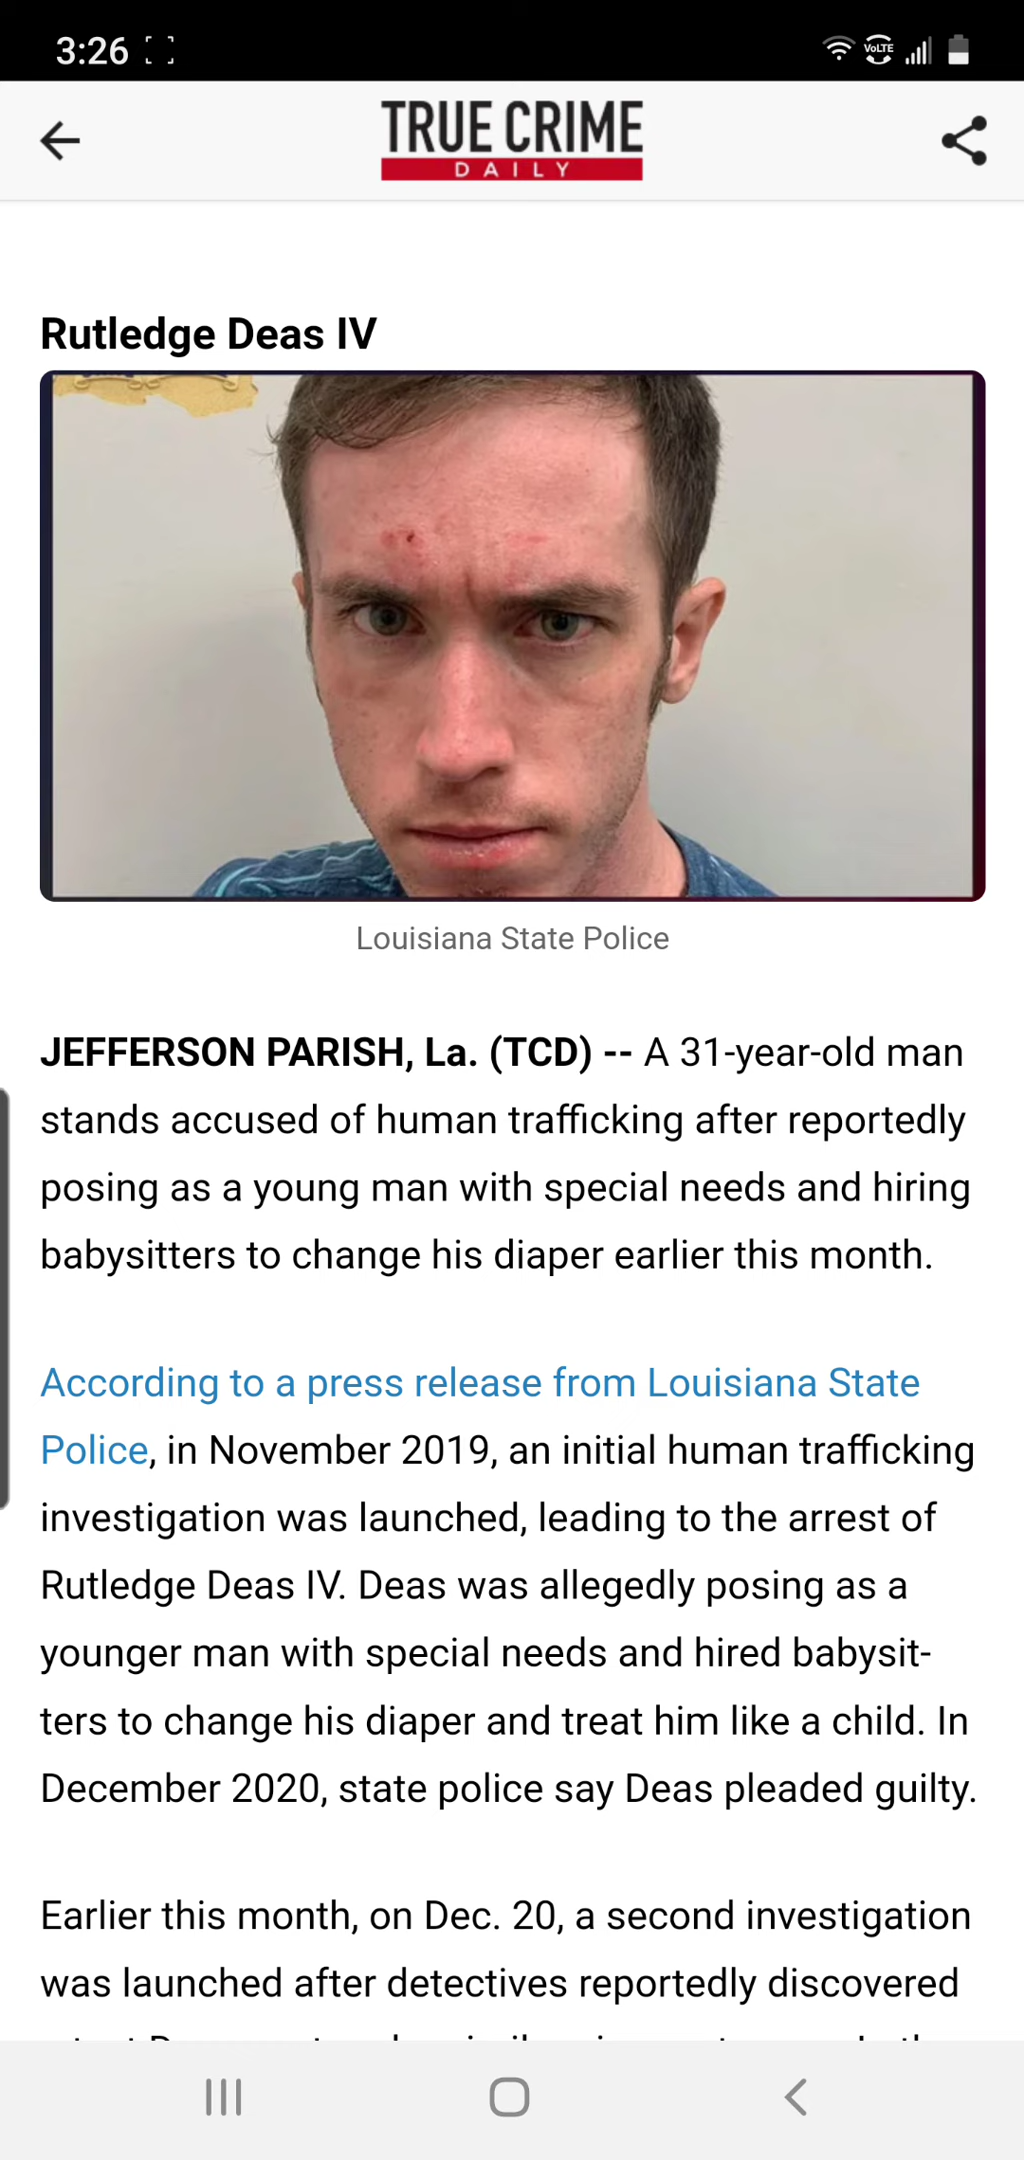 3:26
VoLTE
TRUE CRIME
DAILY
Rutledge Deas IV
Louisiana State Police
JEFFERSON PARISH, La. (TCD) -- A 31-year-old man
stands accused of human trafficking after reportedly
posing as a young man with special needs and hiring
babysitters to change his diaper earlier this month.
According to a press release from Louisiana State
Police, in November 2019, an initial human trafficking
investigation was launched, leading to the arrest of
Rutledge Deas IV. Deas was allegedly posing as a
younger man with special needs and hired babysit-
ters to change his diaper and treat him like a child. In
December 2020, state police say Deas pleaded guilty.
Earlier this month, on Dec. 20, a second investigation
was launched after detectives reportedly discovered